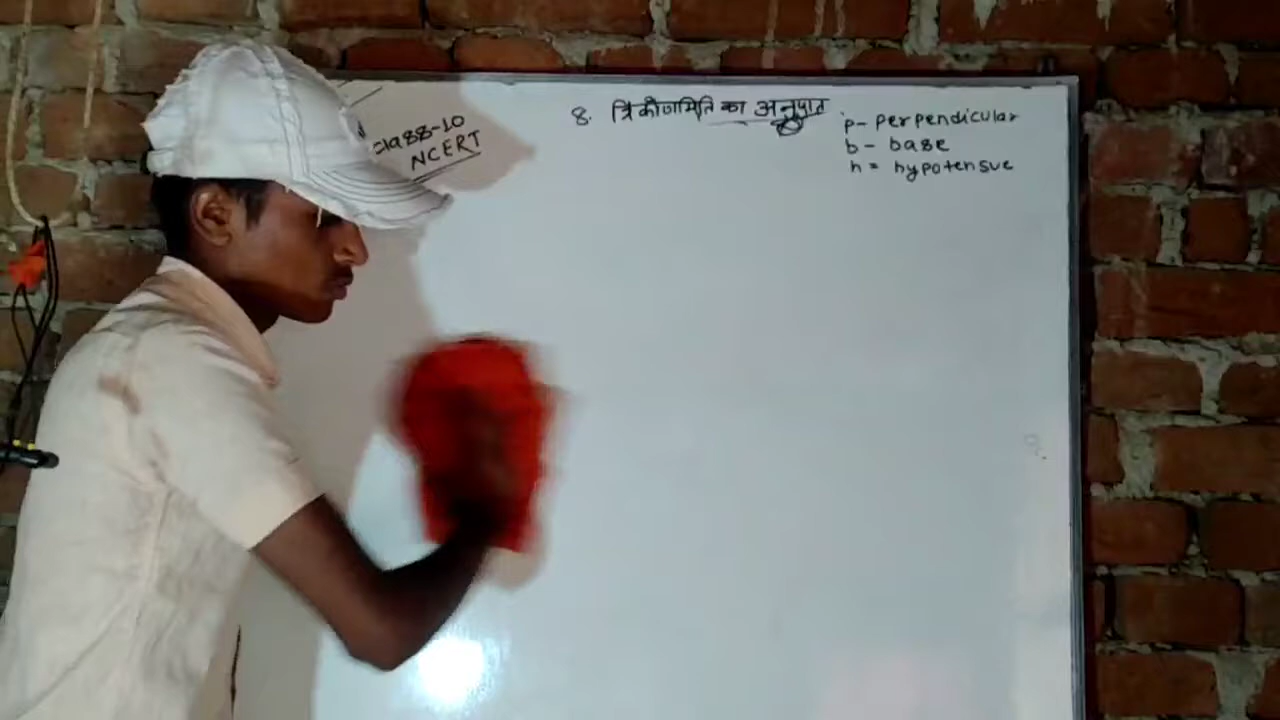 class-10
NCERT
8. त्रिकोणमिति का अनुपात
p- perpendicular
b- base
h= hypotensue